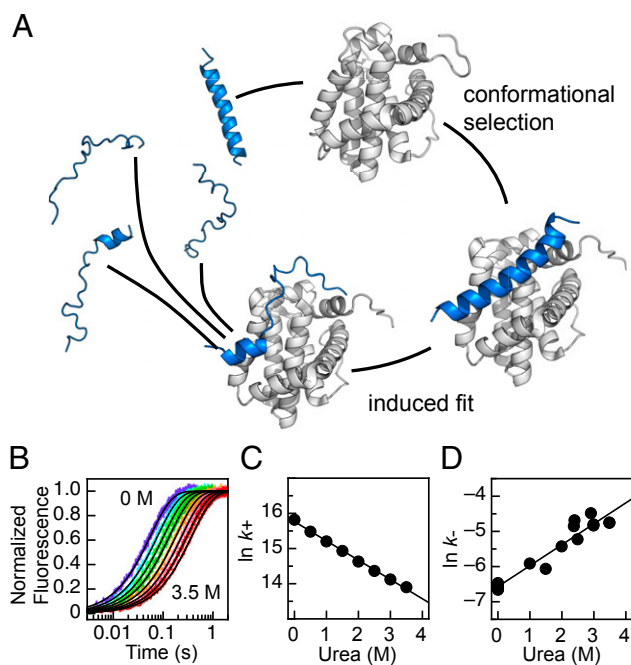 A
conformational
selection
induced fit
B
Normalized
Fluorescence
1.0
0.8
0.6
0.4
0.2
0
0 M
3.5 M
0.01 0.1 1
Time (s)
C
ln k+
16
15
14
0 1 2 3 4
Urea (M)
D
ln k-
−4
−5
−6
−7
0 1 2 3 4
Urea (M)